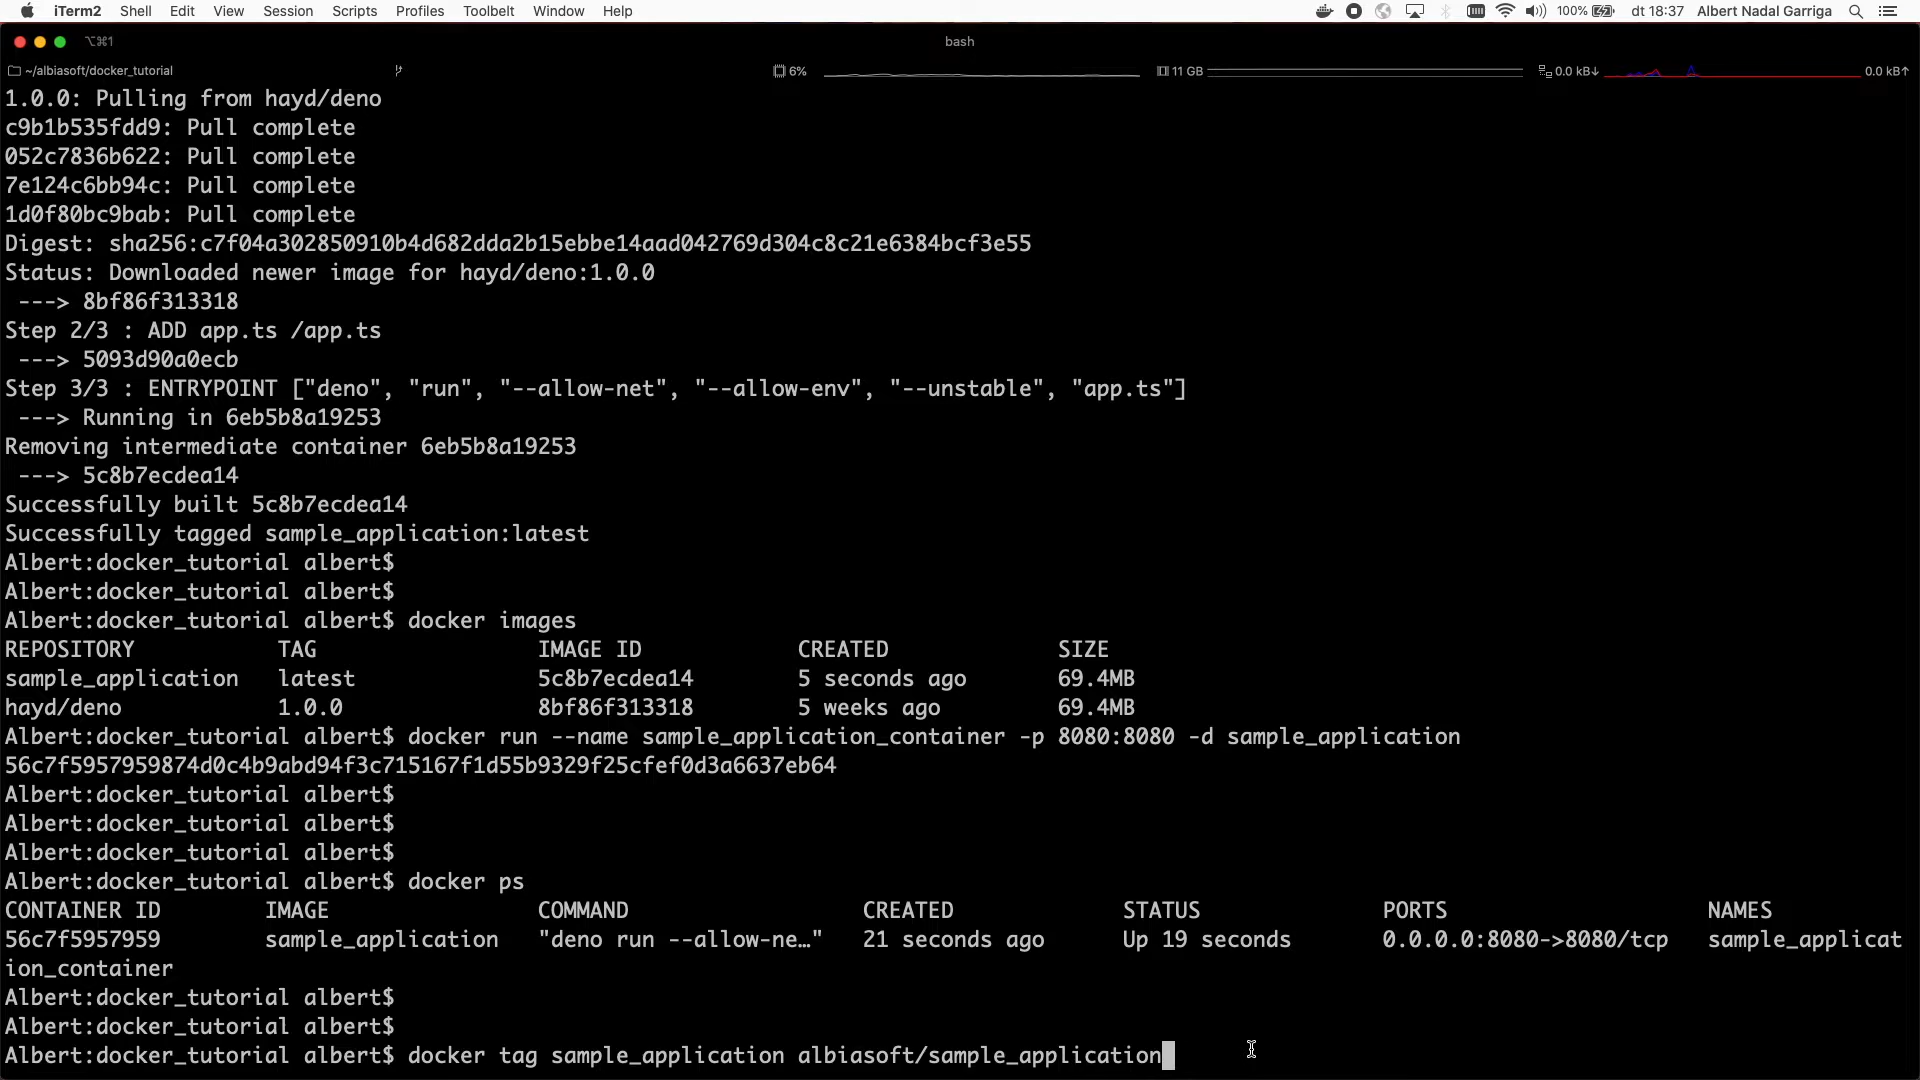 iTerm2 Shell Edit View Session Scripts Profiles Toolbelt Window Help 100% dt 18:37 Albert Nadal Garriga
⌥⌘1 bash
~/albiasoft/docker_tutorial 6% 11 GB 0.0 kB↓ 0.0 kB↑
1.0.0: Pulling from hayd/deno
c9b1b535fdd9: Pull complete
052c7836b622: Pull complete
7e124c6bb94c: Pull complete
1d0f80bc9bab: Pull complete
Digest: sha256:c7f04a302850910b4d682dda2b15ebbe14aad042769d304c8c21e6384bcf3e55
Status: Downloaded newer image for hayd/deno:1.0.0
---> 8bf86f313318
Step 2/3 : ADD app.ts /app.ts
---> 5093d90a0ecb
Step 3/3 : ENTRYPOINT ["deno", "run", "--allow-net", "--allow-env", "--unstable", "app.ts"]
---> Running in 6eb5b8a19253
Removing intermediate container 6eb5b8a19253
---> 5c8b7ecdea14
Successfully built 5c8b7ecdea14
Successfully tagged sample_application:latest
Albert:docker_tutorial albert$
Albert:docker_tutorial albert$
Albert:docker_tutorial albert$ docker images
REPOSITORY TAG IMAGE ID CREATED SIZE
sample_application latest 5c8b7ecdea14 5 seconds ago 69.4MB
hayd/deno 1.0.0 8bf86f313318 5 weeks ago 69.4MB
Albert:docker_tutorial albert$ docker run --name sample_application_container -p 8080:8080 -d sample_application
56c7f5957959874d0c4b9abd94f3c715167f1d55b9329f25cfef0d3a6637eb64
Albert:docker_tutorial albert$
Albert:docker_tutorial albert$
Albert:docker_tutorial albert$
Albert:docker_tutorial albert$ docker ps
CONTAINER ID IMAGE COMMAND CREATED STATUS PORTS NAMES
56c7f5957959 sample_application "deno run --allow-ne…" 21 seconds ago Up 19 seconds 0.0.0.0:8080->8080/tcp sample_applicat
ion_container
Albert:docker_tutorial albert$
Albert:docker_tutorial albert$
Albert:docker_tutorial albert$ docker tag sample_application albiasoft/sample_application